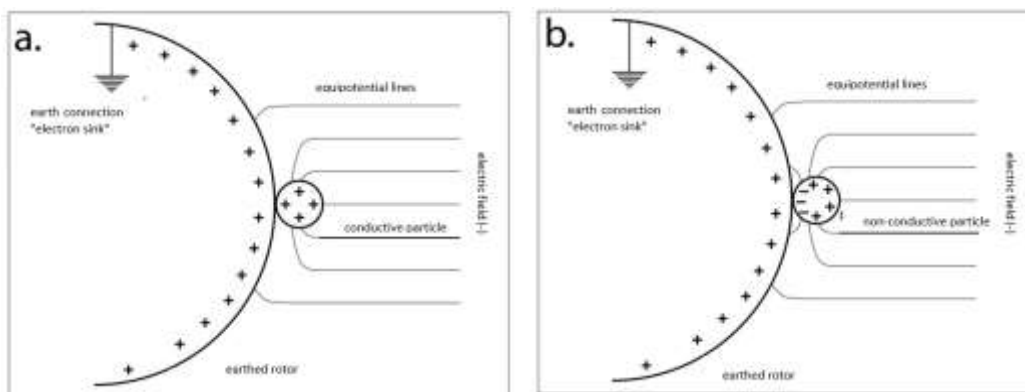 a.
earth connection
"electron sink"
equipotential lines
electric field (-)
conductive particle
earthed rotor
b.
earth connection
"electron sink"
equipotential lines
electric field (-)
non-conductive particle
earthed rotor